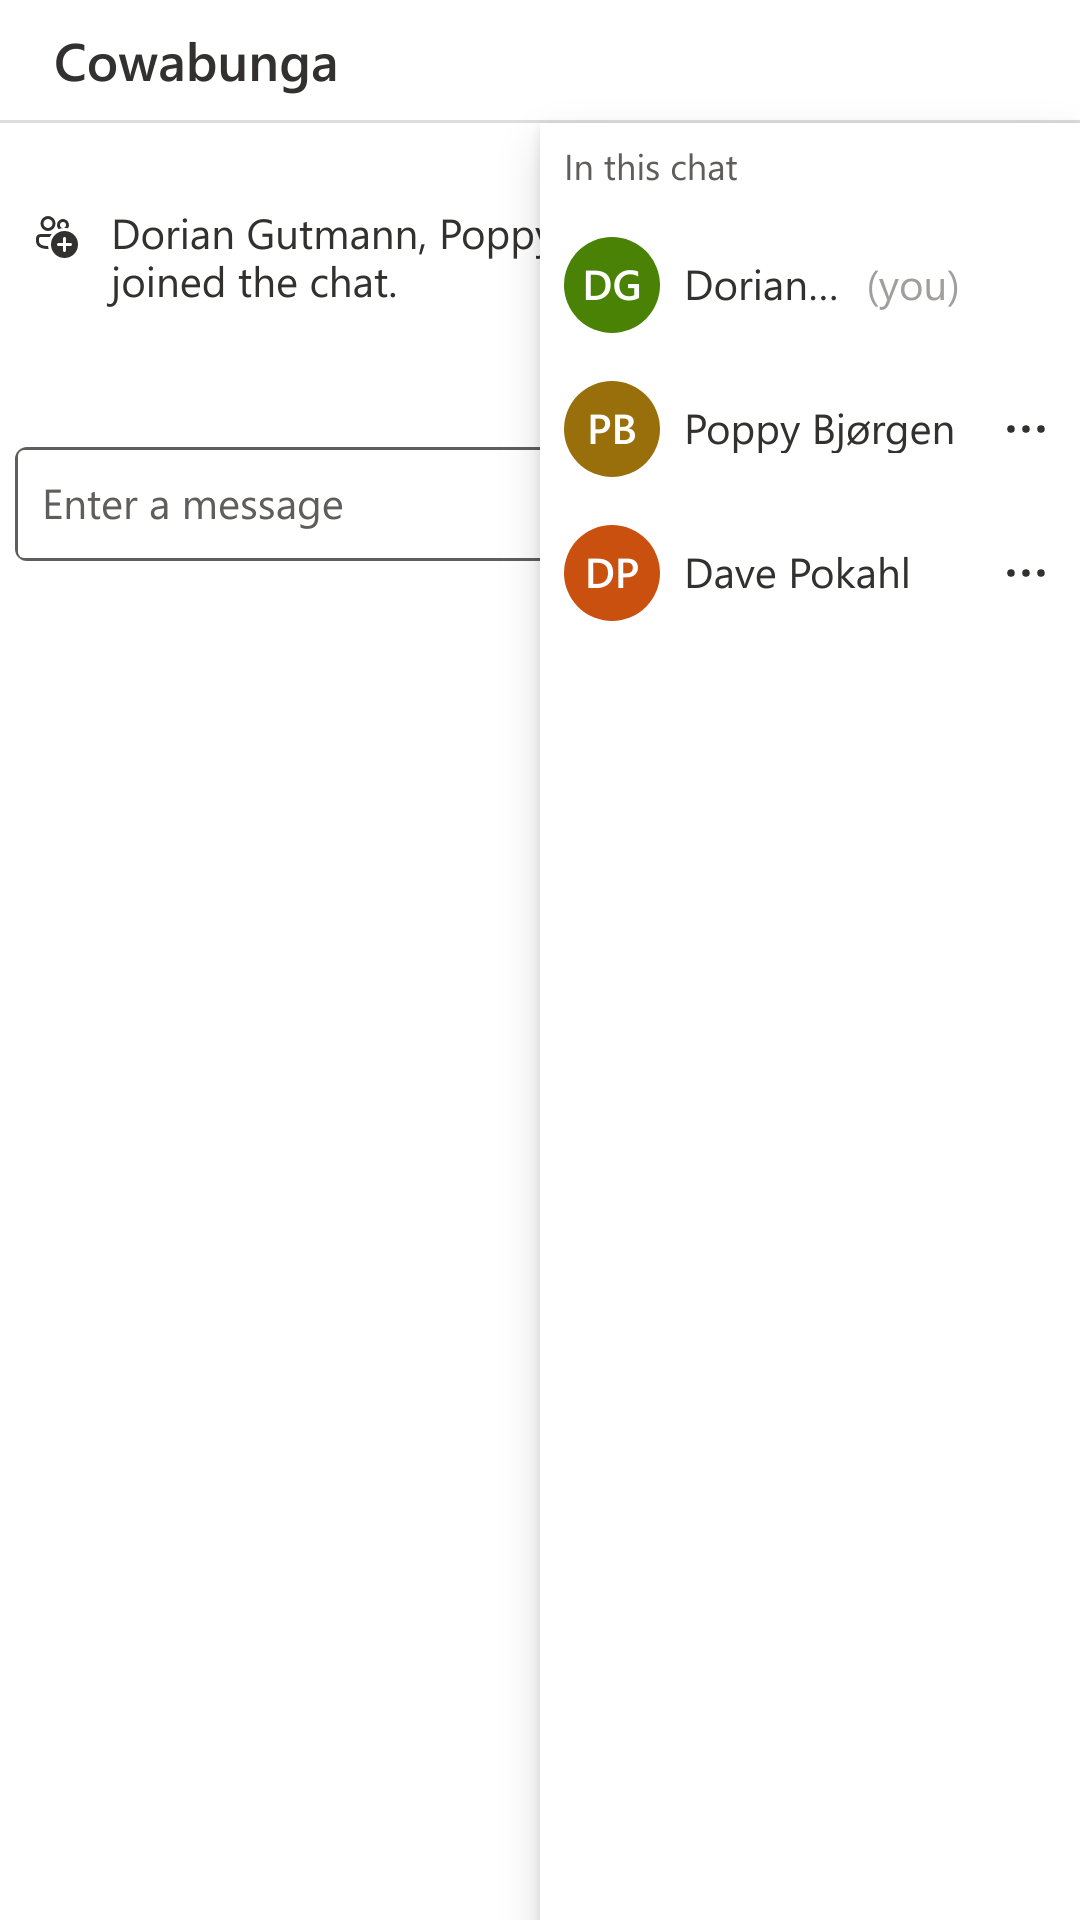 Cowabunga
In this chat
Dorian Gutmann, Poppy
joined the chat.
Enter a message
DG Dorian... (you)
PB Poppy Bjørgen
DP Dave Pokahl